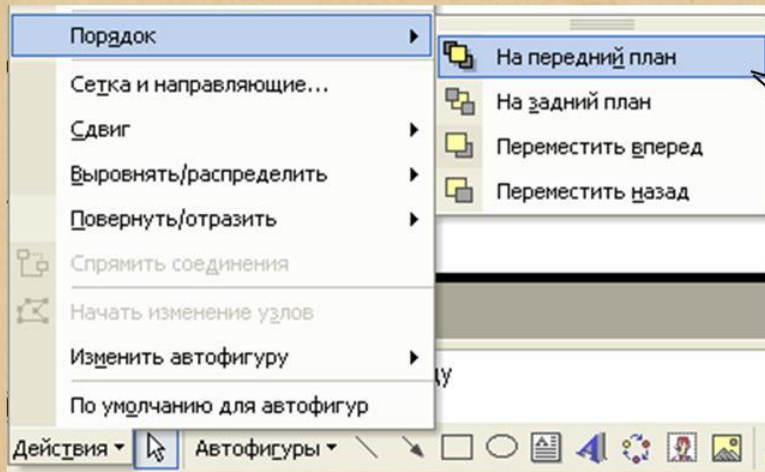 Порядок
Сетка и направляющие...
Сдвиг
Выровнять/распределить
Повернуть/отразить
Спрямить соединения
Начать изменение узлов
Изменить автофигуру
По умолчанию для автофигур
На передний план
На задний план
Переместить вперед
Переместить назад
Действия
Автофигуры